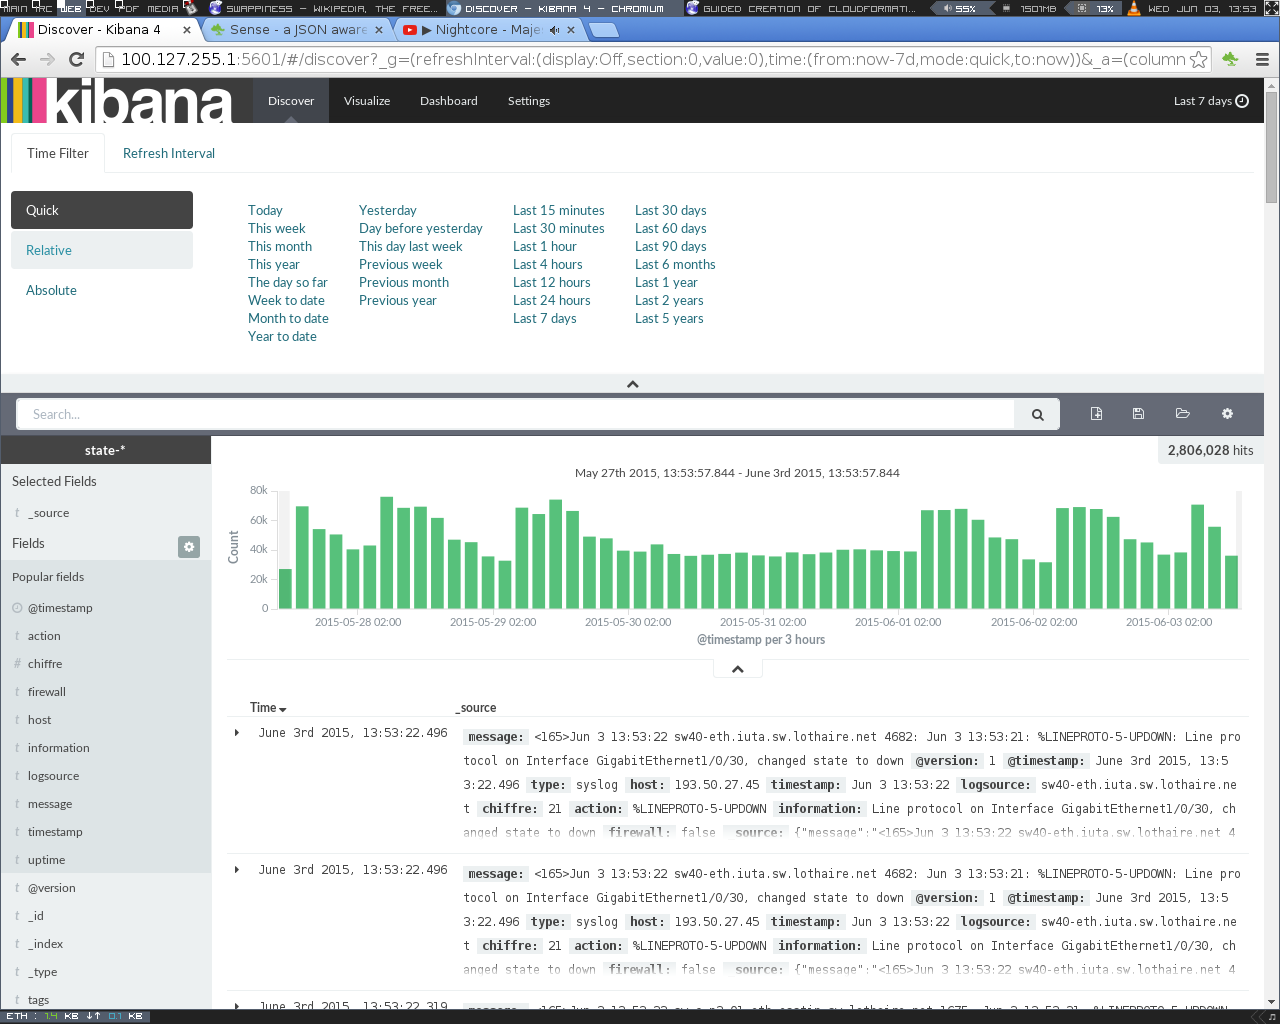 MAIN IRC WEB DEV PDF MEDIA SWAPPINESS - WIKIPEDIA, THE FREE... DISCOVER - KIBANA 4 - CHROMIUM GUIDED CREATION OF CLOUDFORMATI... 55% 1501MB 13% WED JUN 03, 13:53
Discover - Kibana 4 Sense - a JSON aware ▶ Nightcore - Maje
100.127.255.1:5601/#/discover?_g=(refreshInterval:(display:Off,section:0,value:0),time:(from:now-7d,mode:quick,to:now))&_a=(column
kibana Discover Visualize Dashboard Settings Last 7 days
Time Filter Refresh Interval
Quick
Relative
Absolute
Today Yesterday Last 15 minutes Last 30 days
This week Day before yesterday Last 30 minutes Last 60 days
This month This day last week Last 1 hour Last 90 days
This year Previous week Last 4 hours Last 6 months
The day so far Previous month Last 12 hours Last 1 year
Week to date Previous year Last 24 hours Last 2 years
Month to date Last 7 days Last 5 years
Year to date
Search...
state-*
Selected Fields
t _source
Fields
Popular fields
@timestamp
t action
# chiffre
t firewall
t host
t information
t logsource
t message
t timestamp
t uptime
t @version
t _id
t _index
t _type
t tags
2,806,028 hits
May 27th 2015, 13:53:57.844 - June 3rd 2015, 13:53:57.844
Count
80k
60k
40k
20k
0
2015-05-28 02:00 2015-05-29 02:00 2015-05-30 02:00 2015-05-31 02:00 2015-06-01 02:00 2015-06-02 02:00 2015-06-03 02:00
@timestamp per 3 hours
Time _source
June 3rd 2015, 13:53:22.496 message: <165>Jun 3 13:53:22 sw40-eth.iuta.sw.lothaire.net 4682: Jun 3 13:53:21: %LINEPROTO-5-UPDOWN: Line pro
tocol on Interface GigabitEthernet1/0/30, changed state to down @version: 1 @timestamp: June 3rd 2015, 13:5
3:22.496 type: syslog host: 193.50.27.45 timestamp: Jun 3 13:53:22 logsource: sw40-eth.iuta.sw.lothaire.ne
t chiffre: 21 action: %LINEPROTO-5-UPDOWN information: Line protocol on Interface GigabitEthernet1/0/30, ch
anged state to down firewall: false _source: {"message":"<165>Jun 3 13:53:22 sw40-eth.iuta.sw.lothaire.net 4
June 3rd 2015, 13:53:22.496 message: <165>Jun 3 13:53:22 sw40-eth.iuta.sw.lothaire.net 4682: Jun 3 13:53:21: %LINEPROTO-5-UPDOWN: Line pro
tocol on Interface GigabitEthernet1/0/30, changed state to down @version: 1 @timestamp: June 3rd 2015, 13:5
3:22.496 type: syslog host: 193.50.27.45 timestamp: Jun 3 13:53:22 logsource: sw40-eth.iuta.sw.lothaire.ne
t chiffre: 21 action: %LINEPROTO-5-UPDOWN information: Line protocol on Interface GigabitEthernet1/0/30, ch
anged state to down firewall: false _source: {"message":"<165>Jun 3 13:53:22 sw40-eth.iuta.sw.lothaire.net 4
June 3rd 2015, 13:53:22.319
ETH : 1.4 KB ↓↑ 0.1 KB